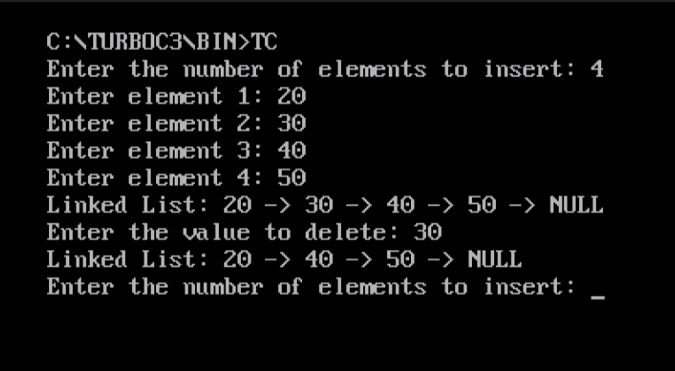 C:\TURBOC3\BIN>TC
Enter the number of elements to insert: 4
Enter element 1: 20
Enter element 2: 30
Enter element 3: 40
Enter element 4: 50
Linked List: 20 -> 30 -> 40 -> 50 -> NULL
Enter the value to delete: 30
Linked List: 20 -> 40 -> 50 -> NULL
Enter the number of elements to insert: _